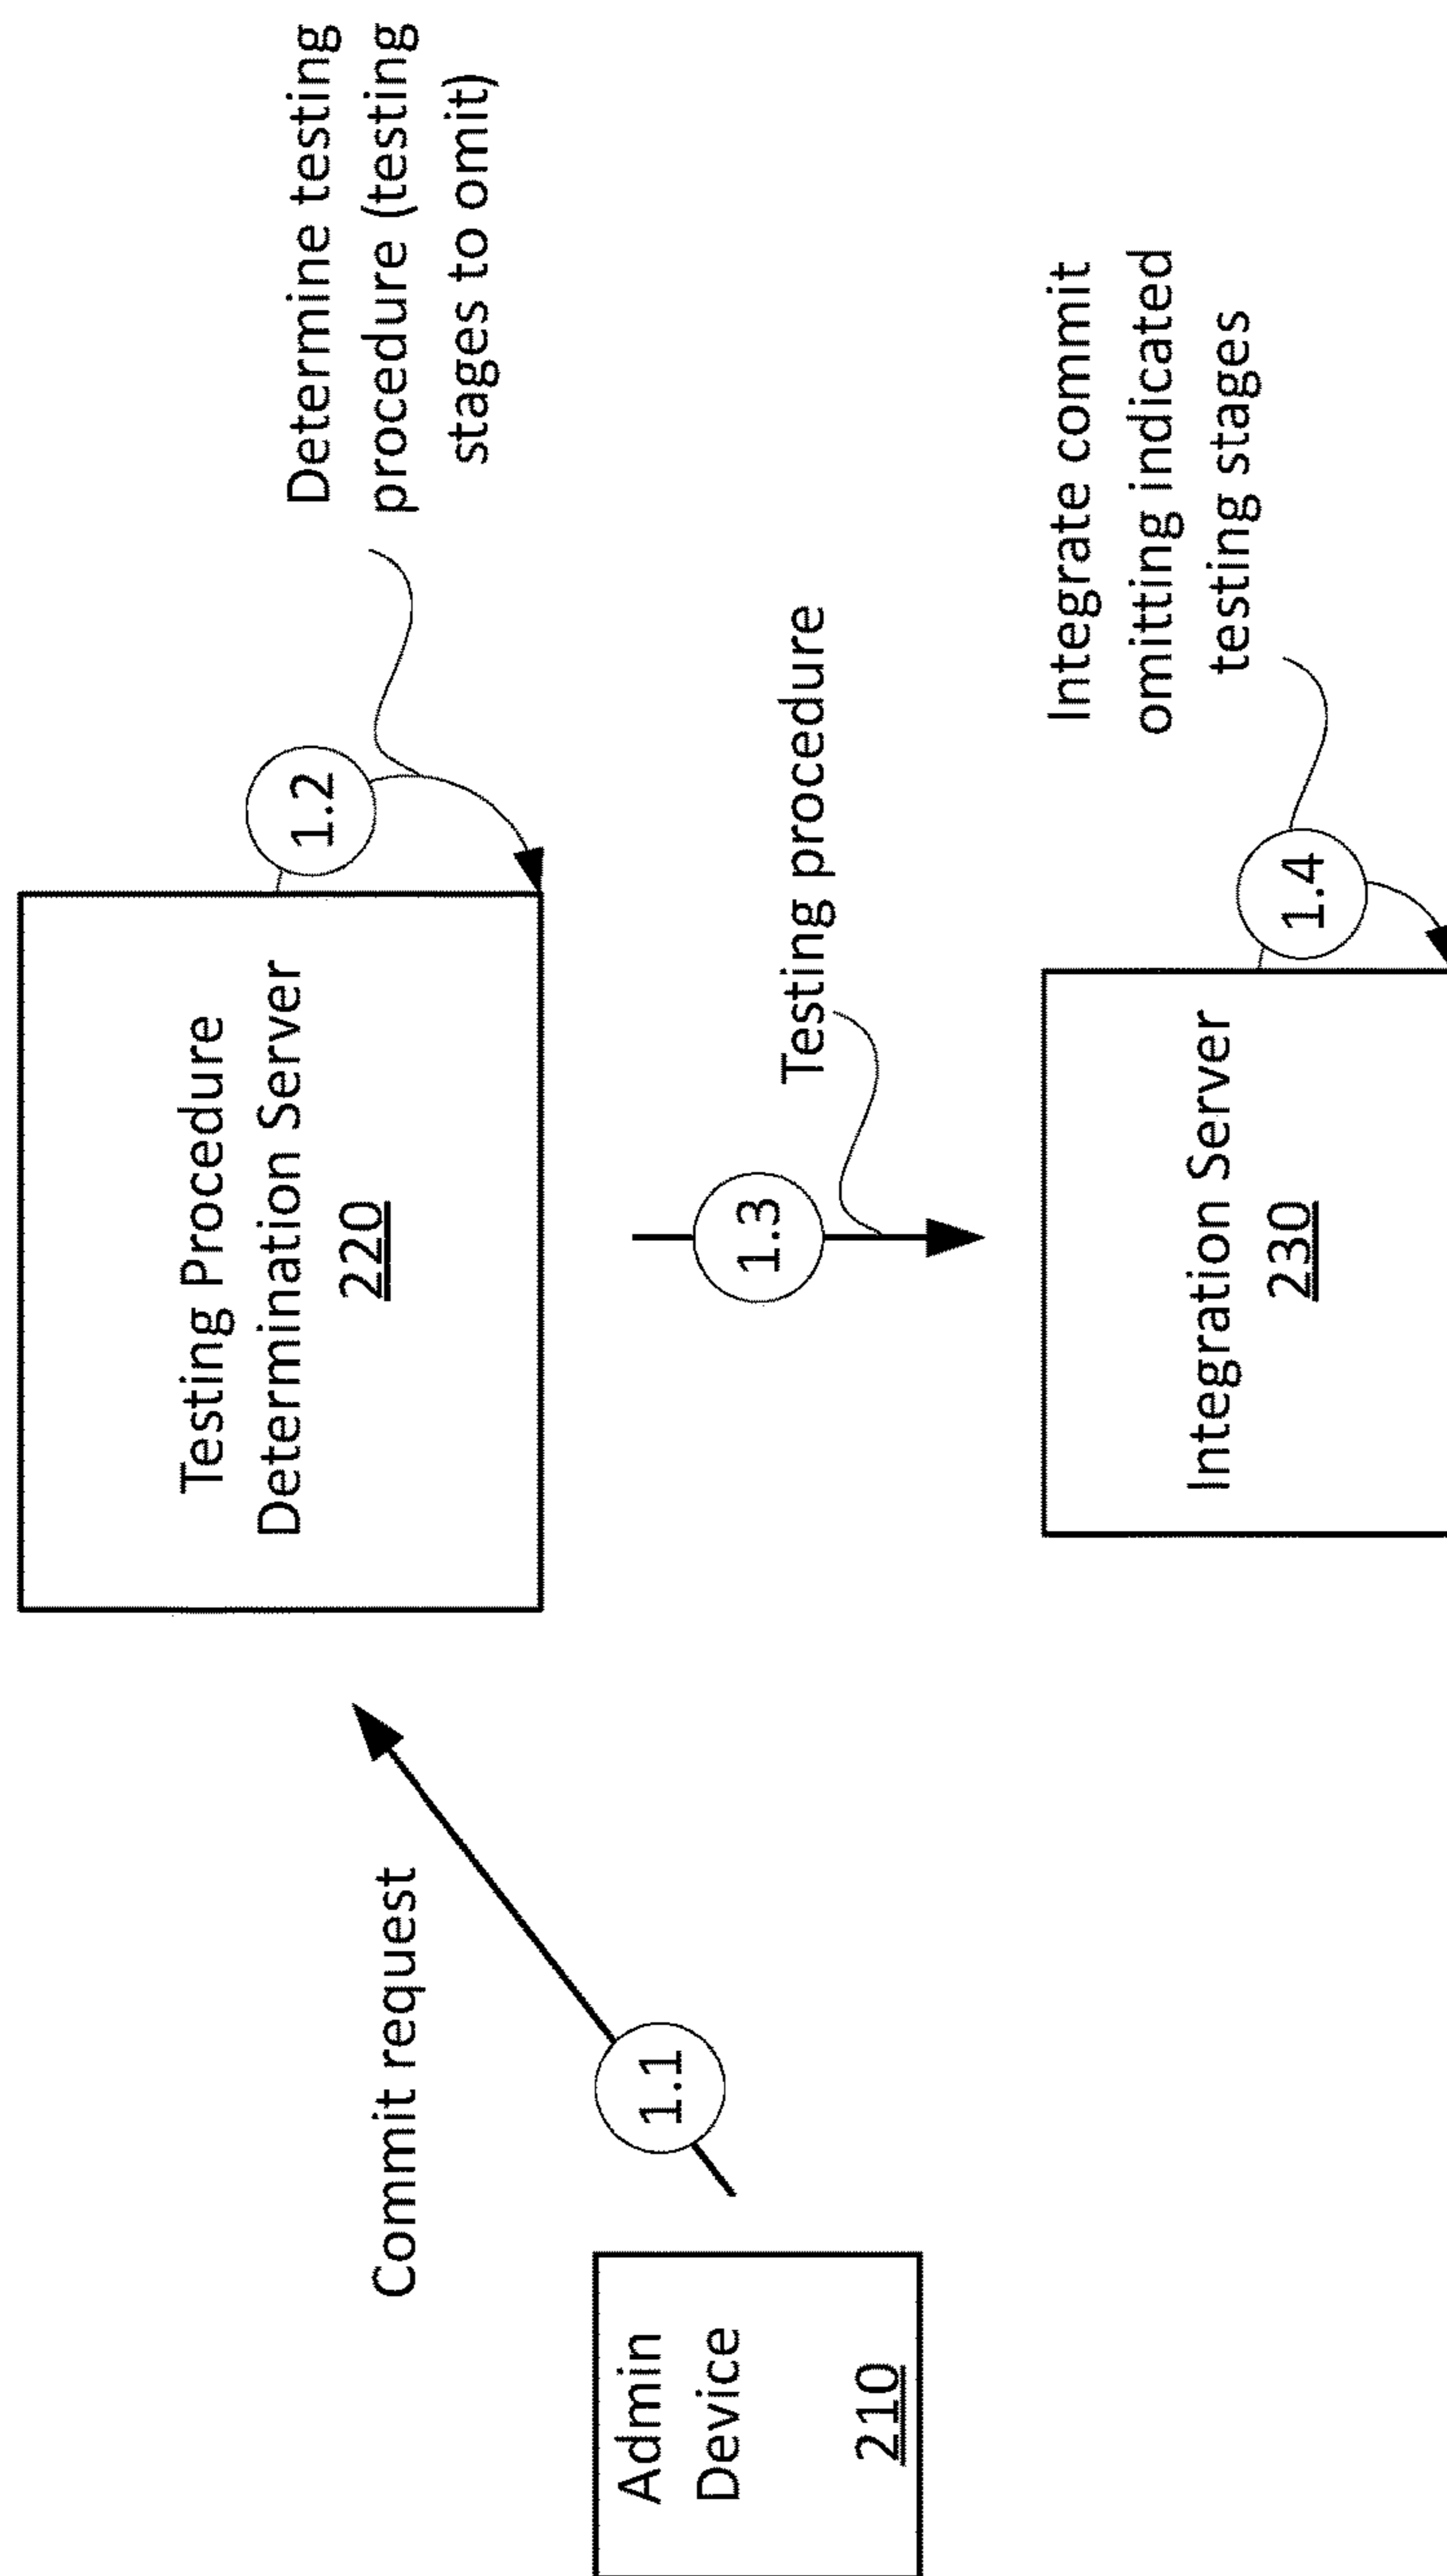 Testing Procedure
Determination Server
220
1.2
Determine testing
procedure (testing
stages to omit)
Commit request
1.1
Admin
Device
210
1.3
Testing procedure
Integration Server
230
1.4
Integrate commit
omitting indicated
testing stages